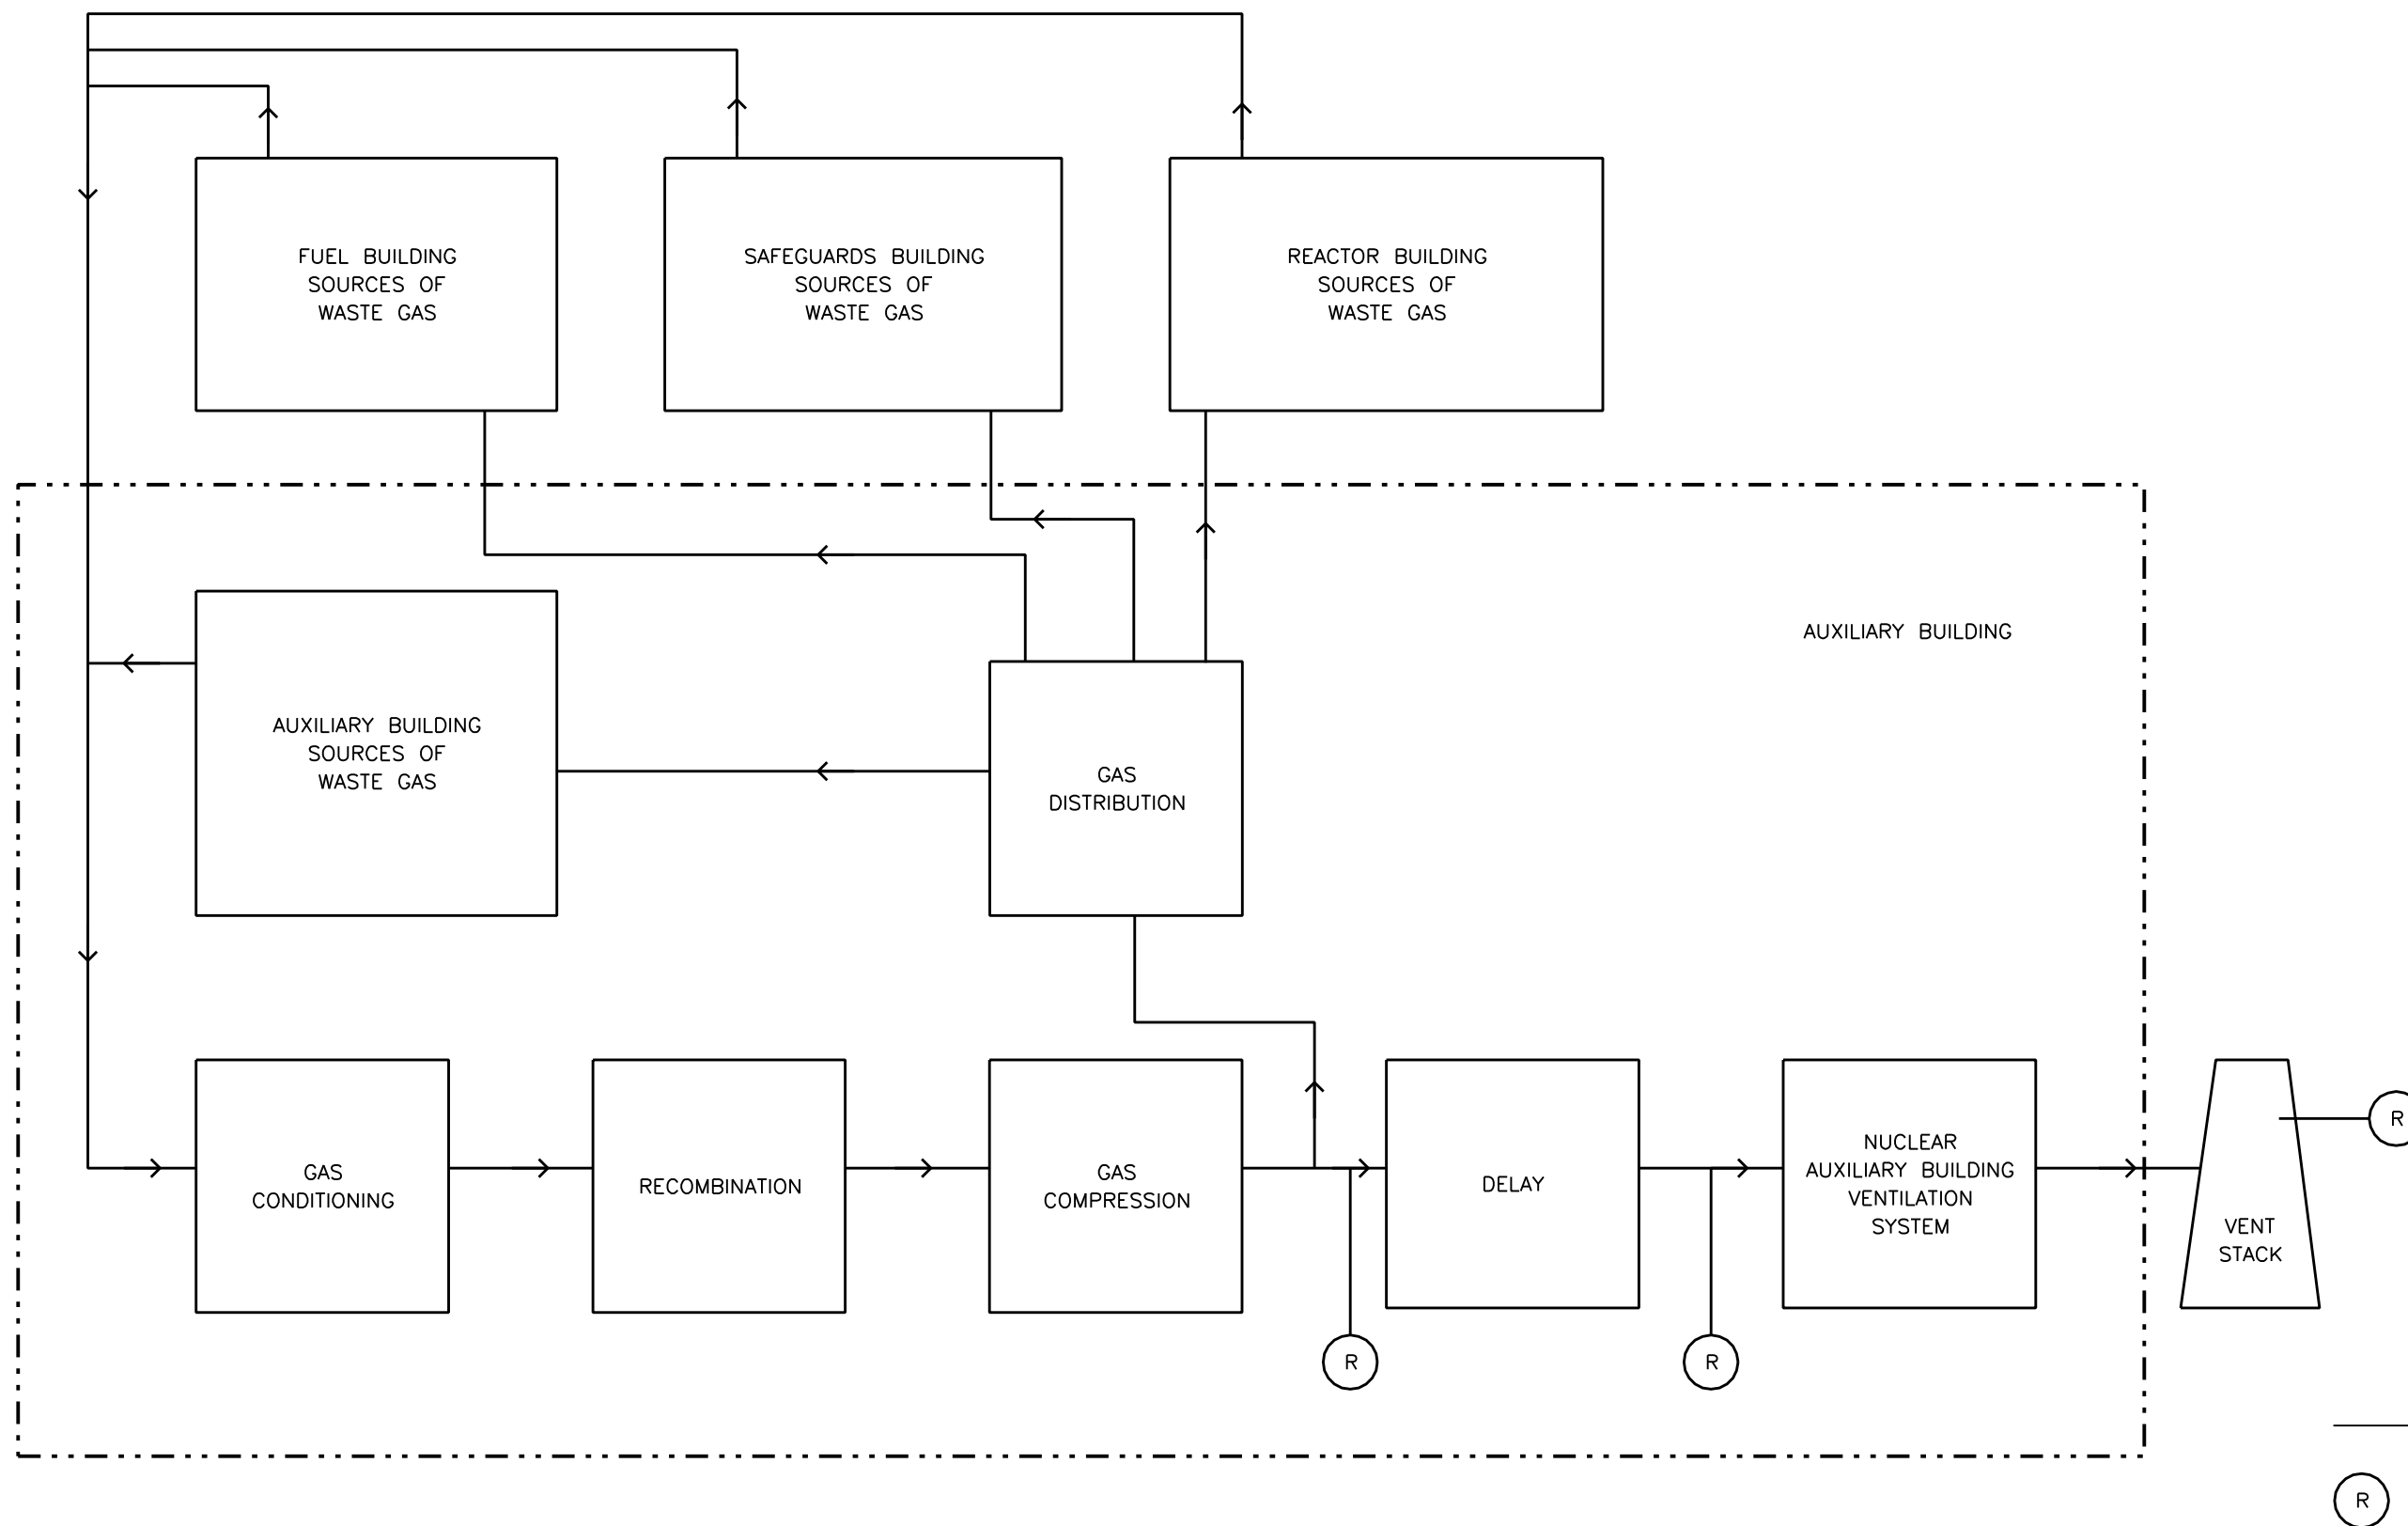 FUEL BUILDING
SOURCES OF
WASTE GAS
SAFEGUARDS BUILDING
SOURCES OF
WASTE GAS
REACTOR BUILDING
SOURCES OF
WASTE GAS
AUXILIARY BUILDING
AUXILIARY BUILDING
SOURCES OF
WASTE GAS
GAS
DISTRIBUTION
GAS
CONDITIONING
RECOMBINATION
GAS
COMPRESSION
DELAY
NUCLEAR
AUXILIARY BUILDING
VENTILATION
SYSTEM
VENT
STACK
R
R
R
R